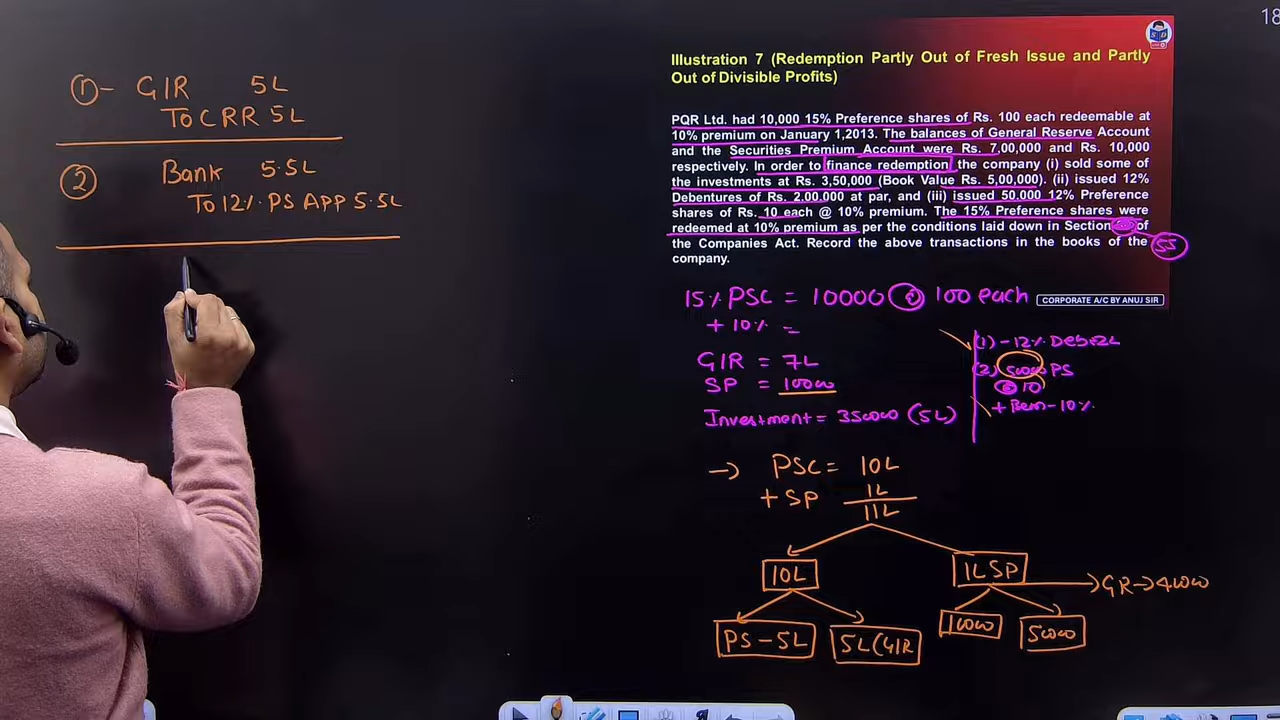 18
① - GIR 5L
To CRR 5L
② Bank 5.5L
To 12% PS APP 5.5L
Illustration 7 (Redemption Partly Out of Fresh Issue and Partly
Out of Divisible Profits)
PQR Ltd. had 10,000 15% Preference shares of Rs. 100 each redeemable at
10% premium on January 1,2013. The balances of General Reserve Account
and the Securities Premium Account were Rs. 7,00,000 and Rs. 10,000
respectively. In order to finance redemption the company (i) sold some of
the investments at Rs. 3,50,000 (Book Value Rs. 5,00,000). (ii) issued 12%
Debentures of Rs. 2.00.000 at par, and (iii) issued 50.000 12% Preference
shares of Rs. 10 each @ 10% premium. The 15% Preference shares were
redeemed at 10% premium as per the conditions laid down in Section of
the Companies Act. Record the above transactions in the books of the
company.
55
CORPORATE A/C BY ANUJ SIR
15% PSC = 10000 @ 100 each
+ 10% =
GIR = 7L
SP = 10000
Investment = 350000 (5L)
(1) - 12% Deb = 2L
(2) 50000 PS
@ 10
+ - 10%
→ PSC = 10L
+ SP 1L
11L
10L
1L SP
GR → 40000
PS - 5L
5L (GIR
10000
50000